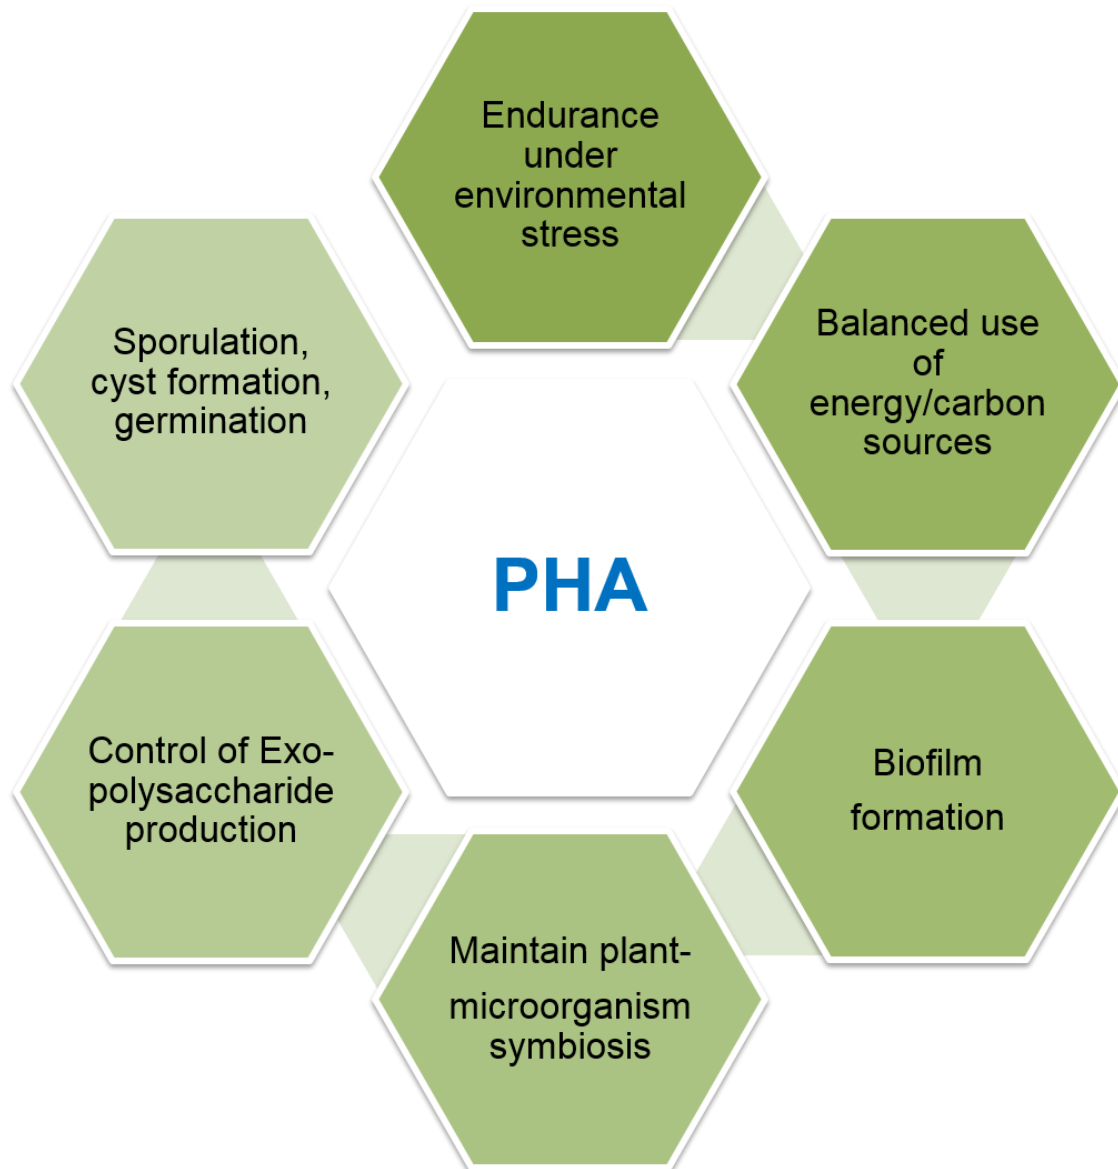 Endurance
under
environmental
stress
Balanced use
of
energy/carbon
sources
Biofilm
formation
Maintain plant-
microorganism
symbiosis
Control of Exo-
polysaccharide
production
Sporulation,
cyst formation,
germination
PHA